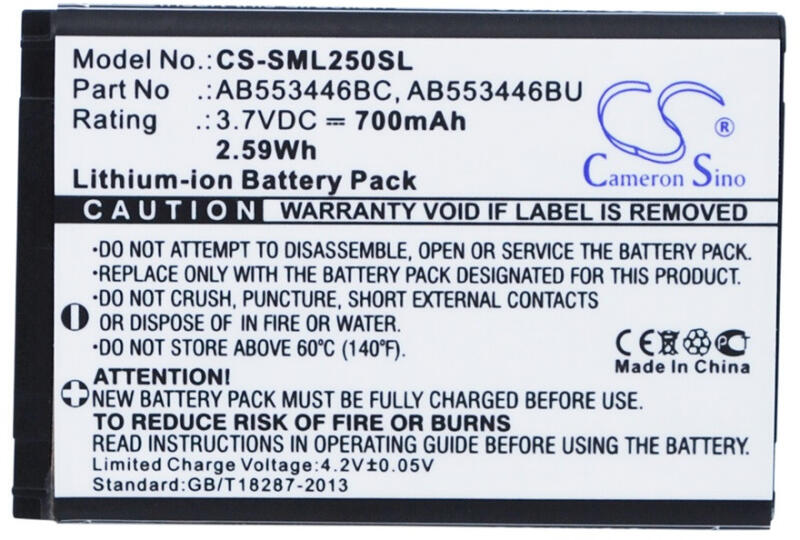 Model No.: CS-SML250SL
Part No :AB553446BC, AB553446BU
Rating :3.7VDC ⎓ 700mAh
2.59Wh
Lithium-ion Battery Pack
CS ®
Cameron Sino
CAUTION WARRANTY VOID IF LABEL IS REMOVED
•DO NOT ATTEMPT TO DISASSEMBLE, OPEN OR SERVICE THE BATTERY PACK.
•REPLACE ONLY WITH THE BATTERY PACK DESIGNATED FOR THIS EQUIPMENT.
•DO NOT CRUSH, PUNCTURE, SHORT EXTERNAL CONTACTS
OR DISPOSE OF IN FIRE OR WATER.
•DO NOT STORE ABOVE 60°C (140°F).
CE
Made In China
ATTENTION!
•NEW BATTERY PACK MUST BE FULLY CHARGED BEFORE USE.
TO REDUCE RISK OF FIRE OR BURNS
READ INSTRUCTIONS IN OPERATING GUIDE BEFORE USING THE BATTERY.
Limited Charge Voltage:4.2V±0.05V
Standard:GB/T18287-2013